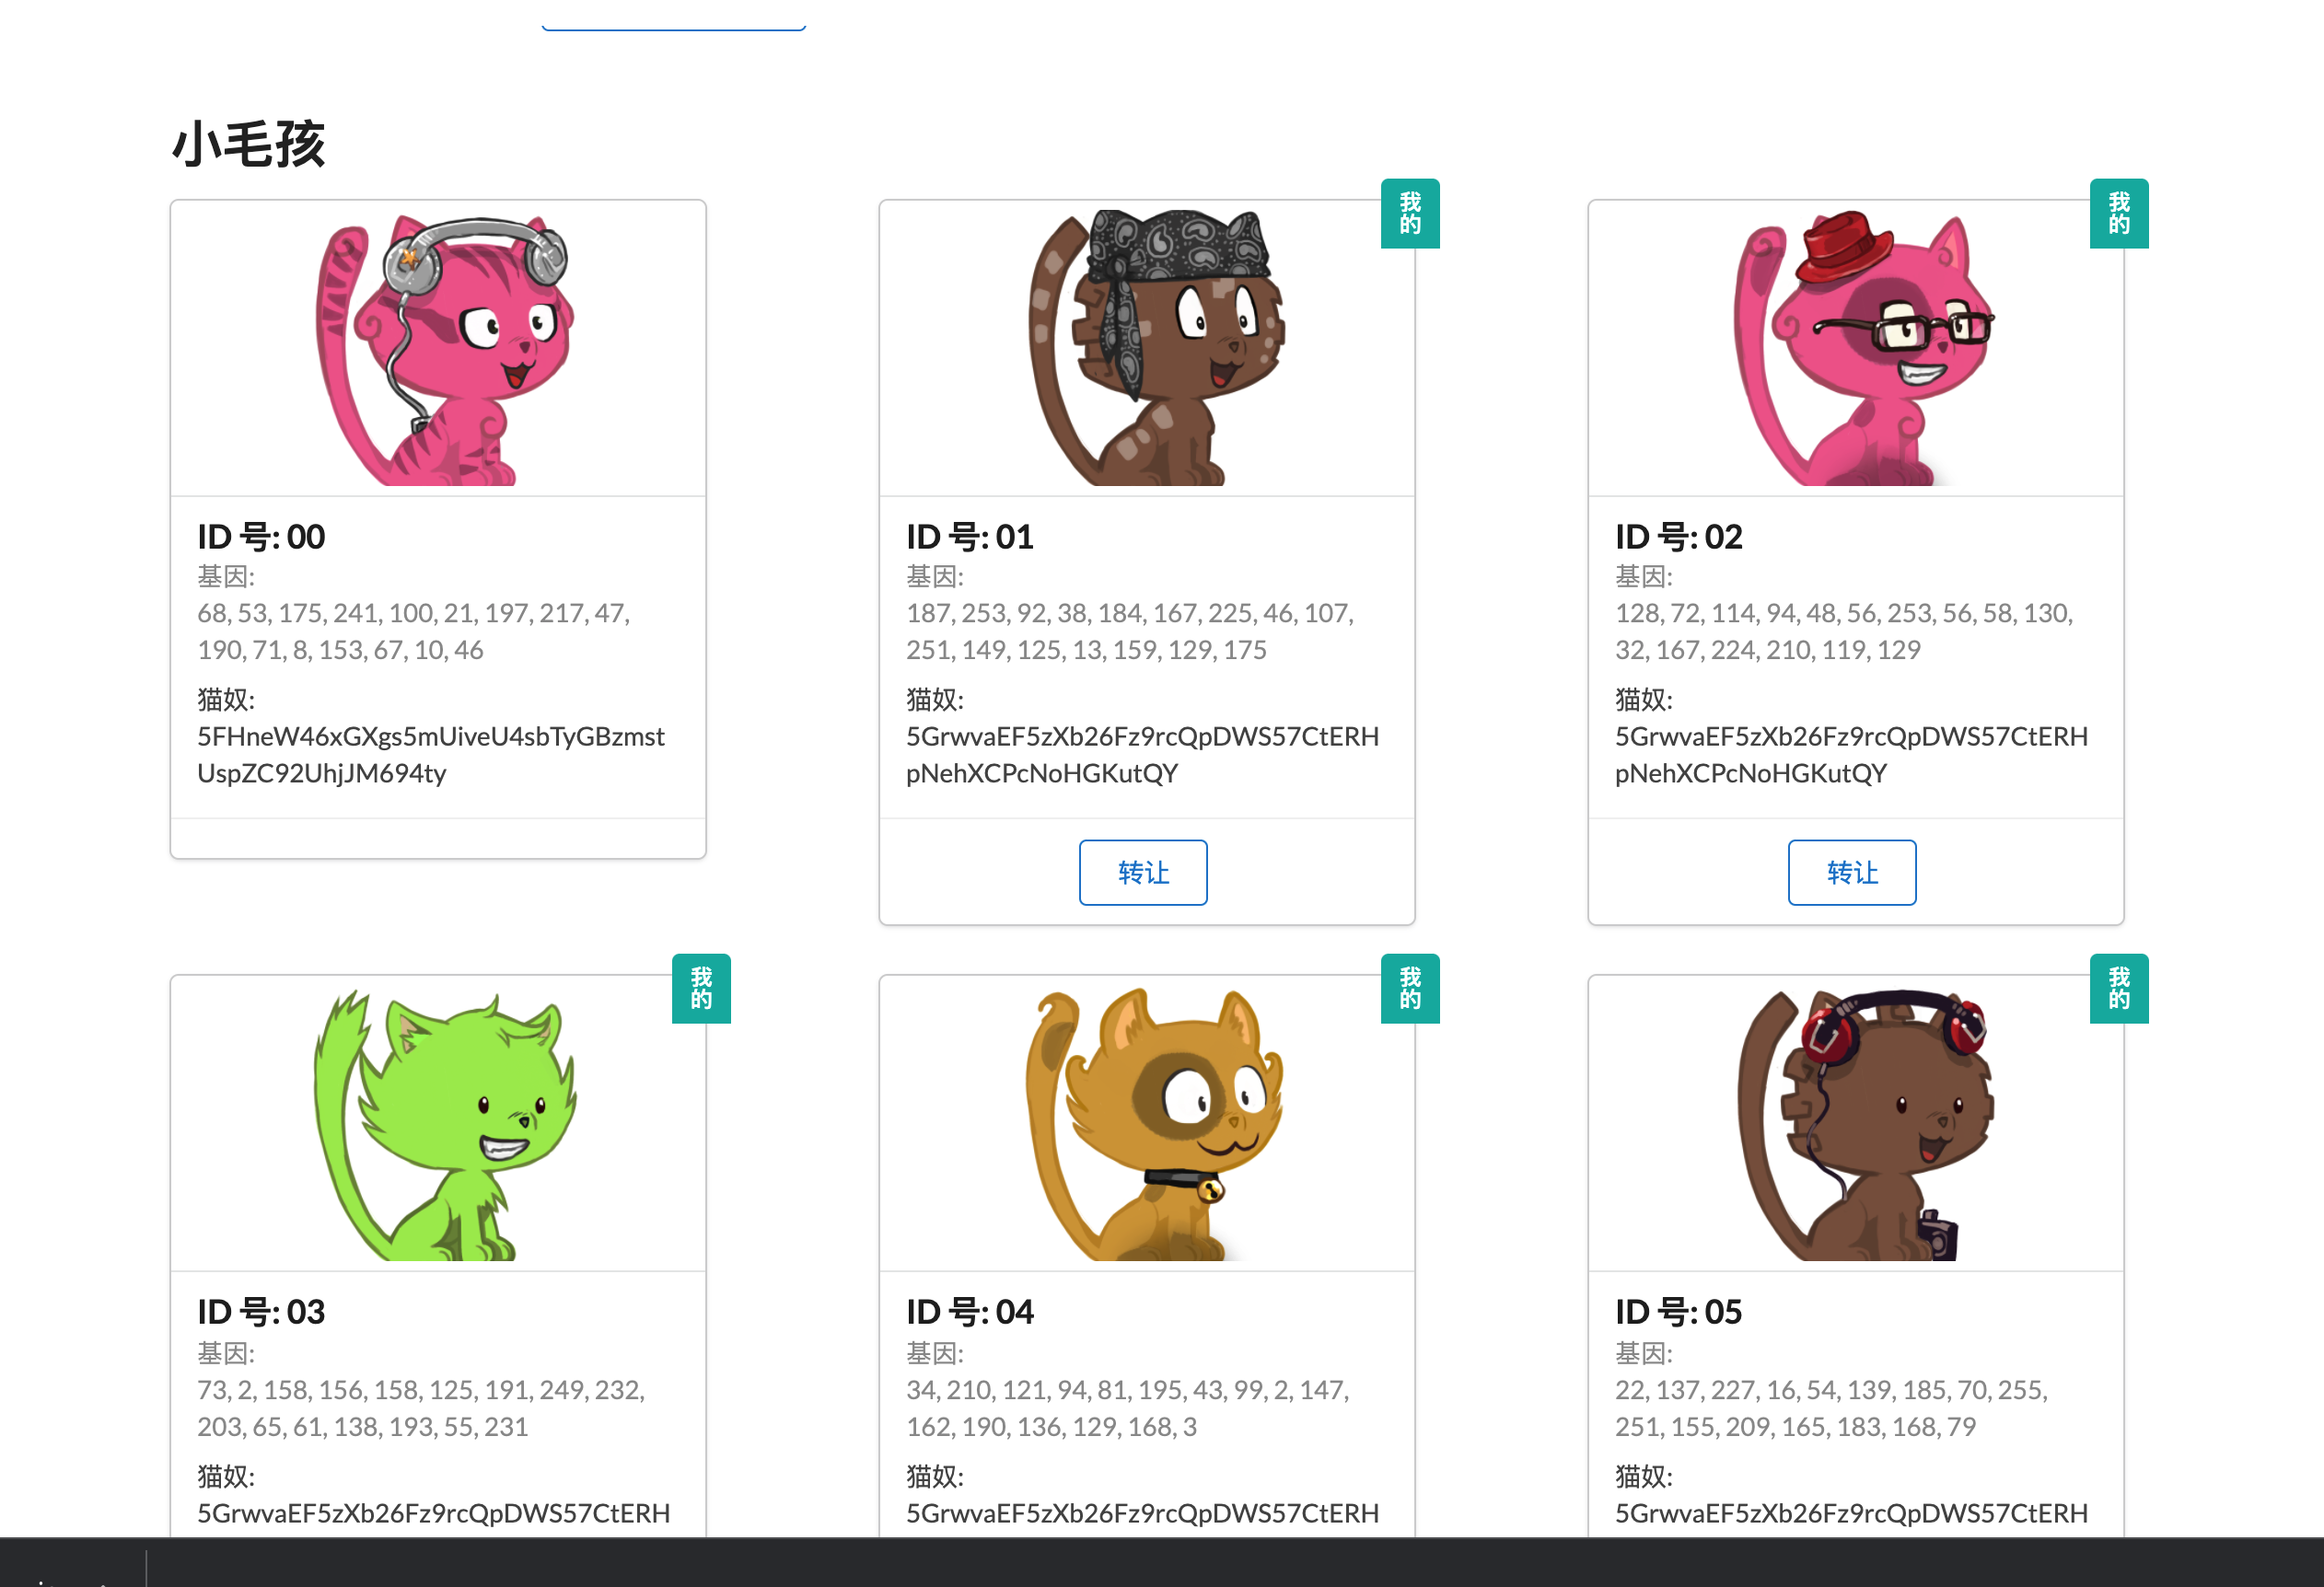 小毛孩
ID 号: 00
基因:
68, 53, 175, 241, 100, 21, 197, 217, 47,
190, 71, 8, 153, 67, 10, 46
猫奴:
5FHneW46xGXgs5mUiveU4sbTyGBzmst
UspZC92UhjJM694ty
我
的
ID 号: 01
基因:
187, 253, 92, 38, 184, 167, 225, 46, 107,
251, 149, 125, 13, 159, 129, 175
猫奴:
5GrwvaEF5zXb26Fz9rcQpDWS57CtERH
pNehXCPcNoHGKutQY
转让
我
的
ID 号: 02
基因:
128, 72, 114, 94, 48, 56, 253, 56, 58, 130,
32, 167, 224, 210, 119, 129
猫奴:
5GrwvaEF5zXb26Fz9rcQpDWS57CtERH
pNehXCPcNoHGKutQY
转让
我
的
ID 号: 03
基因:
73, 2, 158, 156, 158, 125, 191, 249, 232,
203, 65, 61, 138, 193, 55, 231
猫奴:
5GrwvaEF5zXb26Fz9rcQpDWS57CtERH
我
的
ID 号: 04
基因:
34, 210, 121, 94, 81, 195, 43, 99, 2, 147,
162, 190, 136, 129, 168, 3
猫奴:
5GrwvaEF5zXb26Fz9rcQpDWS57CtERH
我
的
ID 号: 05
基因:
22, 137, 227, 16, 54, 139, 185, 70, 255,
251, 155, 209, 165, 183, 168, 79
猫奴:
5GrwvaEF5zXb26Fz9rcQpDWS57CtERH